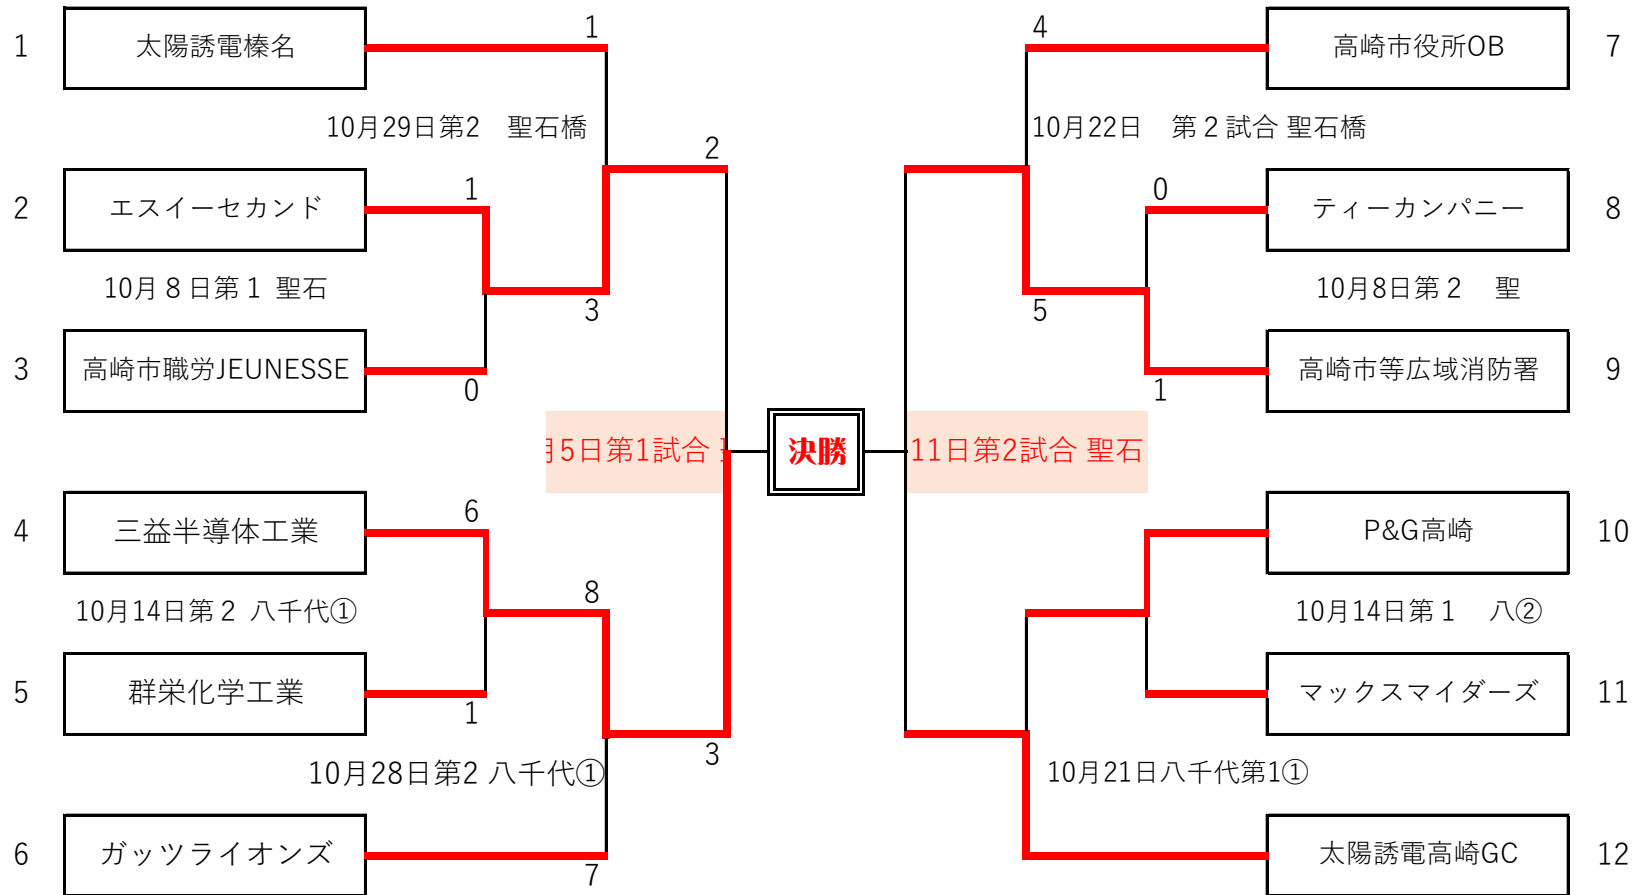 1 太陽誘電榛名 1
4 高崎市役所OB 7
10月29日第2 聖石橋
10月22日 第２試合 聖石橋
2
2 エスイーセカンド 1
0 ティーカンパニー 8
10月８日第１ 聖石
3
5
10月8日第２ 聖
3 高崎市職労JEUNESSE 0
1 高崎市等広域消防署 9
月5日第1試合
決勝
11日第2試合 聖石
4 三益半導体工業 6
P&G高崎 10
10月14日第２ 八千代①
8
10月14日第１ 八②
5 群栄化学工業 1
マックスマイダーズ 11
3
10月28日第2 八千代①
10月21日八千代第1①
6 ガッツライオンズ 7
太陽誘電高崎GC 12